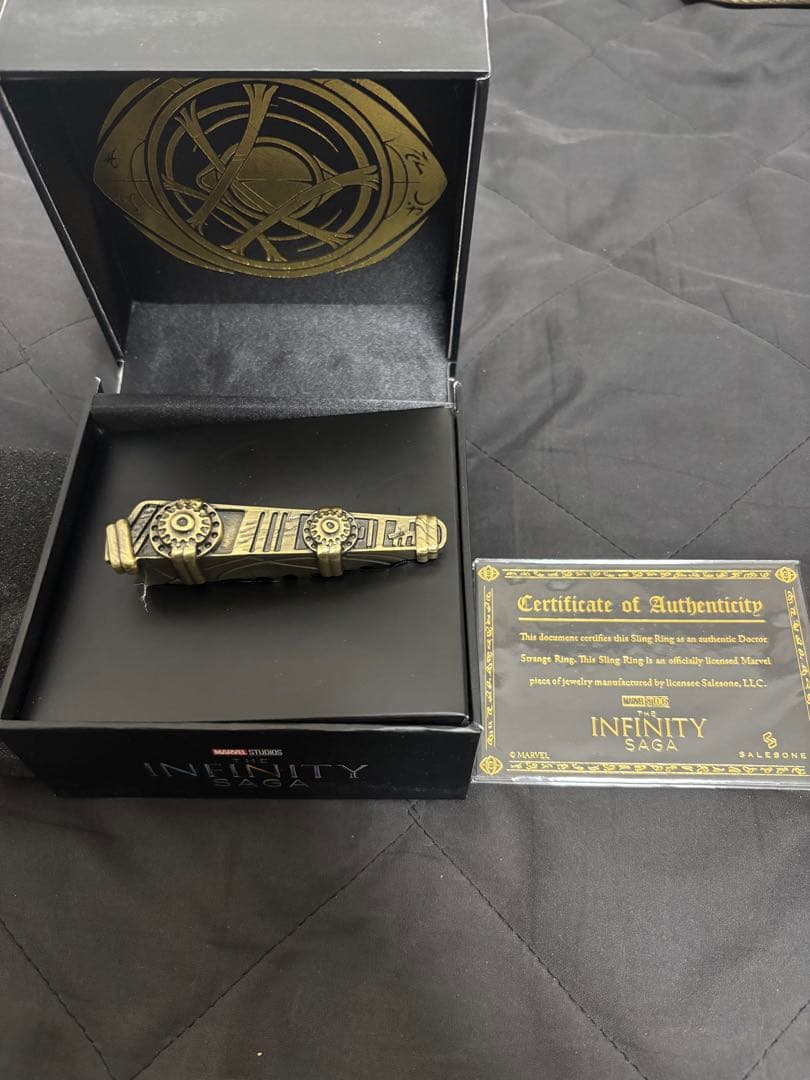 Certificate of Authenticity
This document certifies this Sling Ring as an authentic Doctor
Strange Ring. This Sling Ring is an officially licensed Marvel
piece of jewelry manufactured by licensee Salesone, LLC.
MARVEL STUDIOS
THE
INFINITY
SAGA
© MARVEL
SALESONE
MARVEL STUDIOS
THE
INFINITY
SAGA